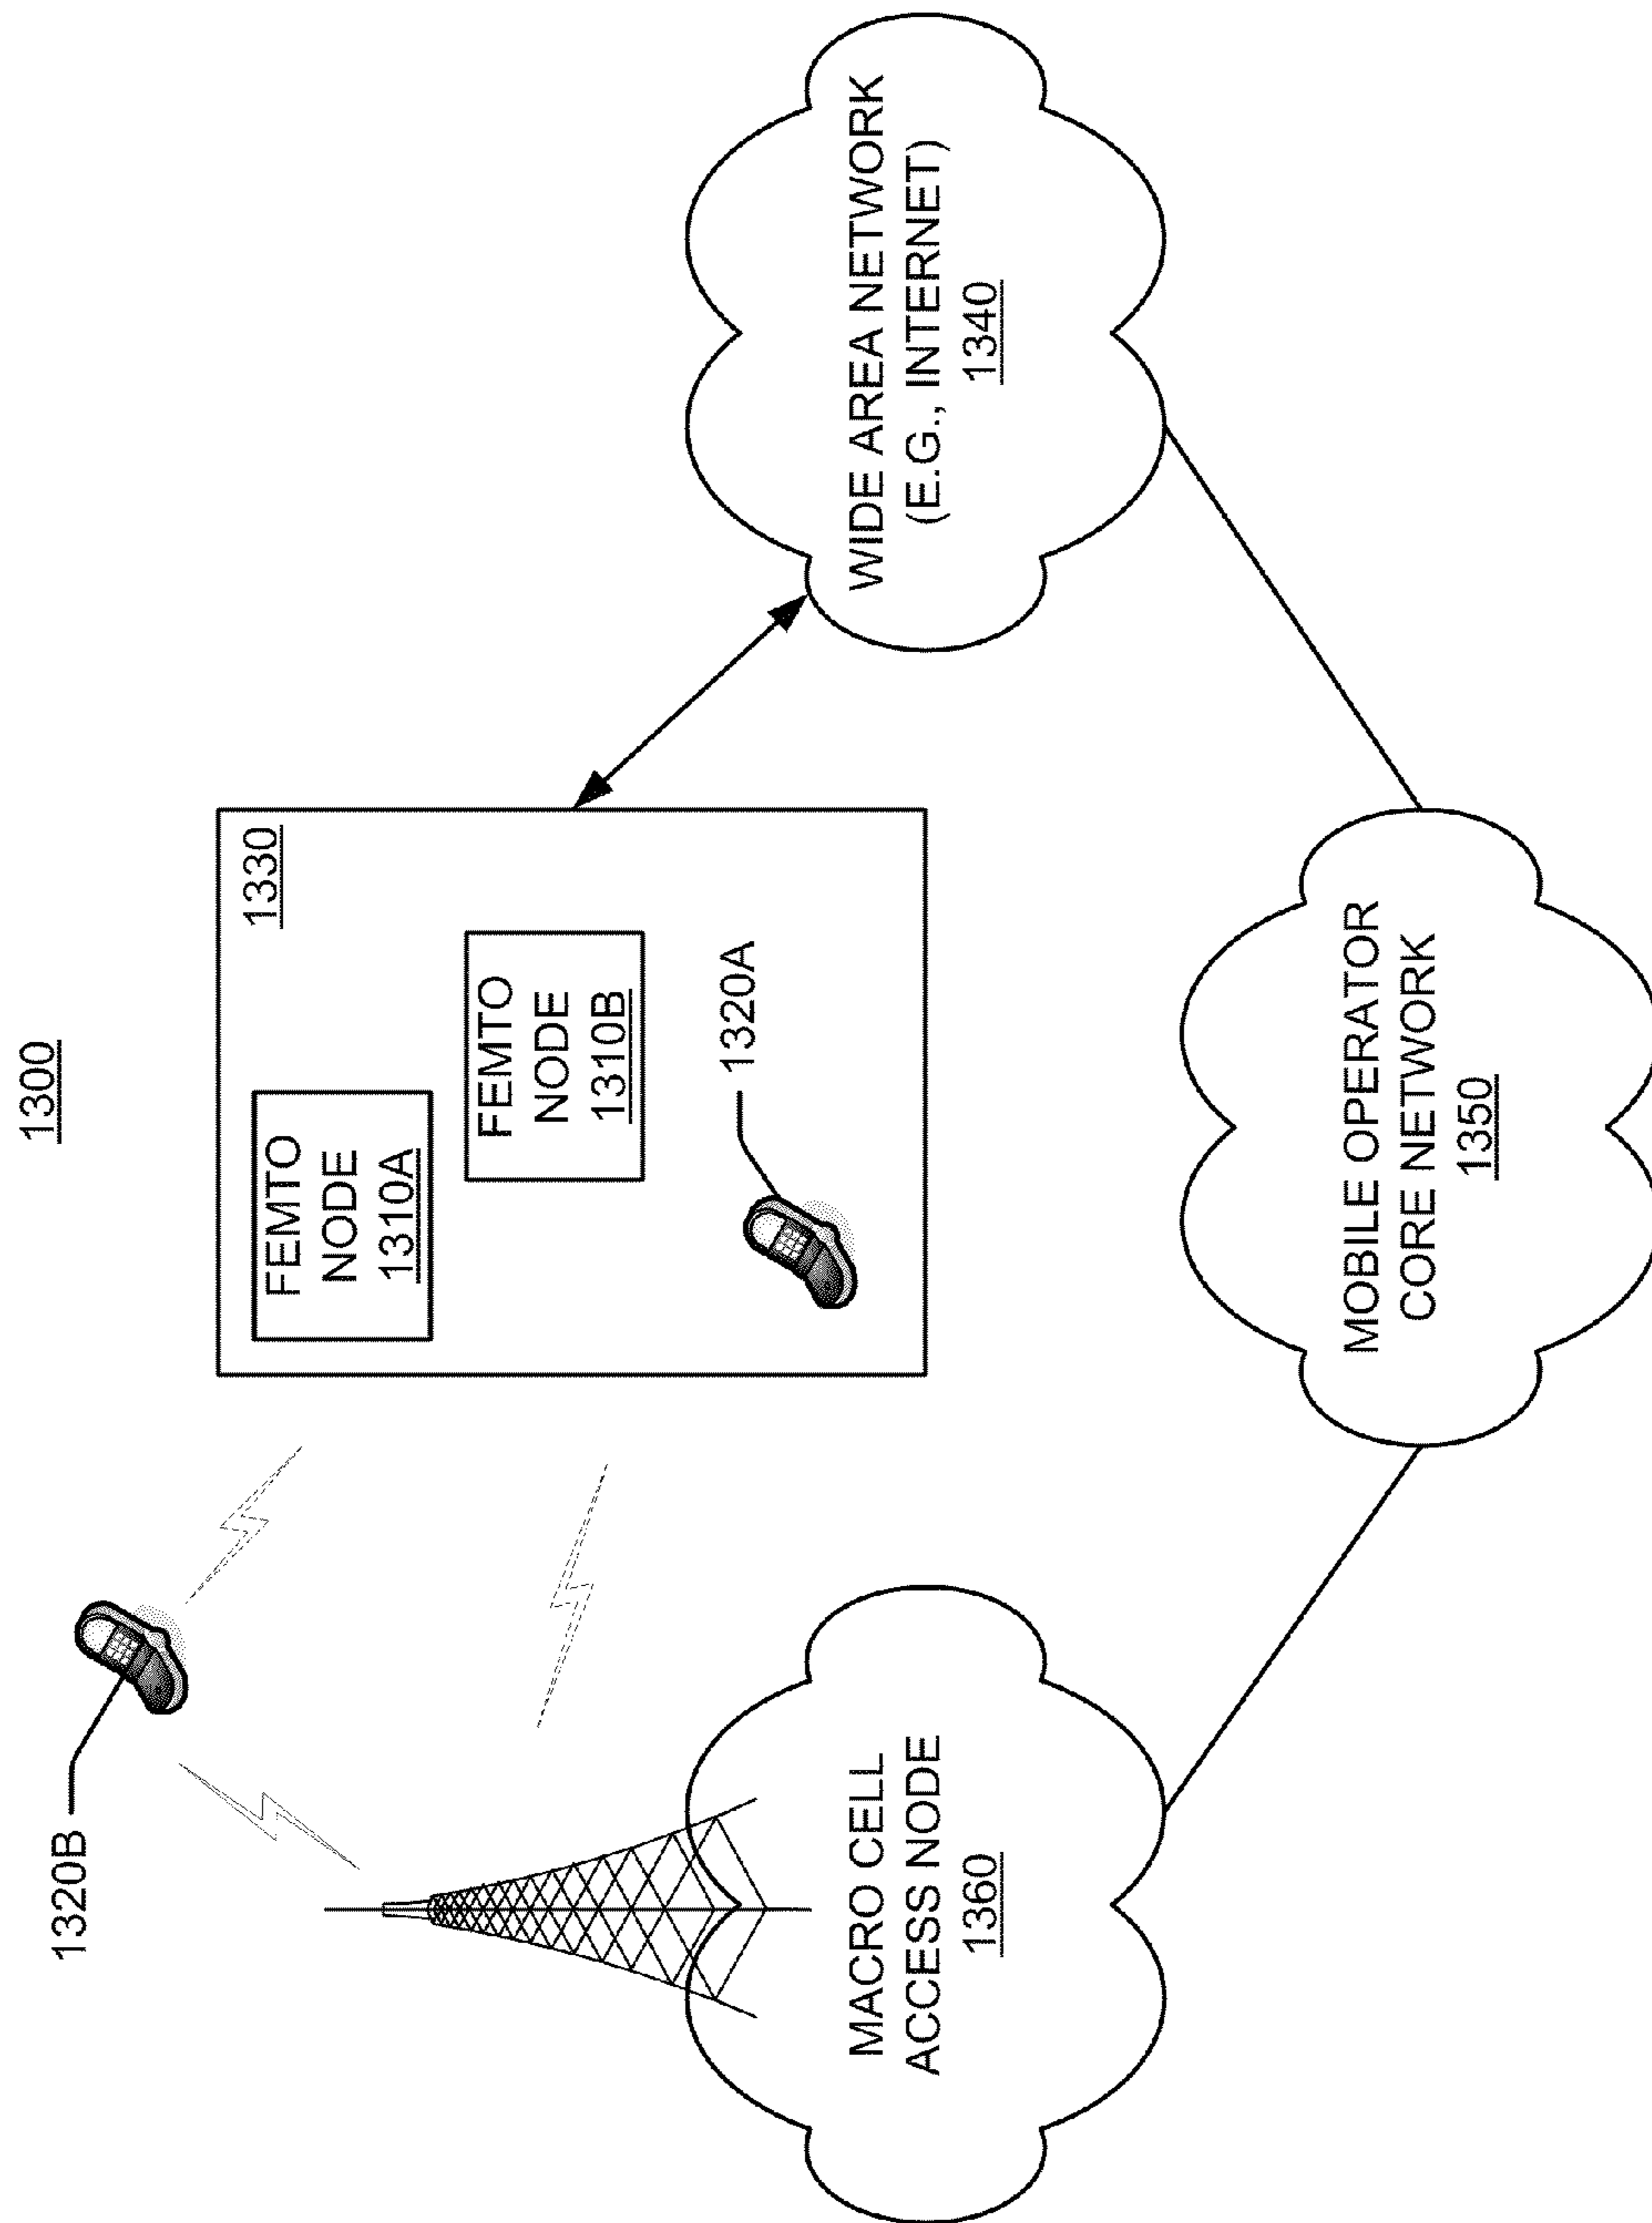 1300
1320B
FEMTO
NODE
1310A
1330
FEMTO
NODE
1310B
1320A
MACRO CELL
ACCESS NODE
1360
WIDE AREA NETWORK
(E.G., INTERNET)
1340
MOBILE OPERATOR
CORE NETWORK
1350